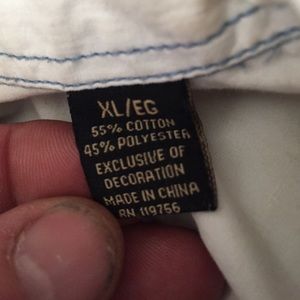 XL/EG
55% COTTON
45% POLYESTER
EXCLUSIVE OF
DECORATION
MADE IN CHINA
RN 119756